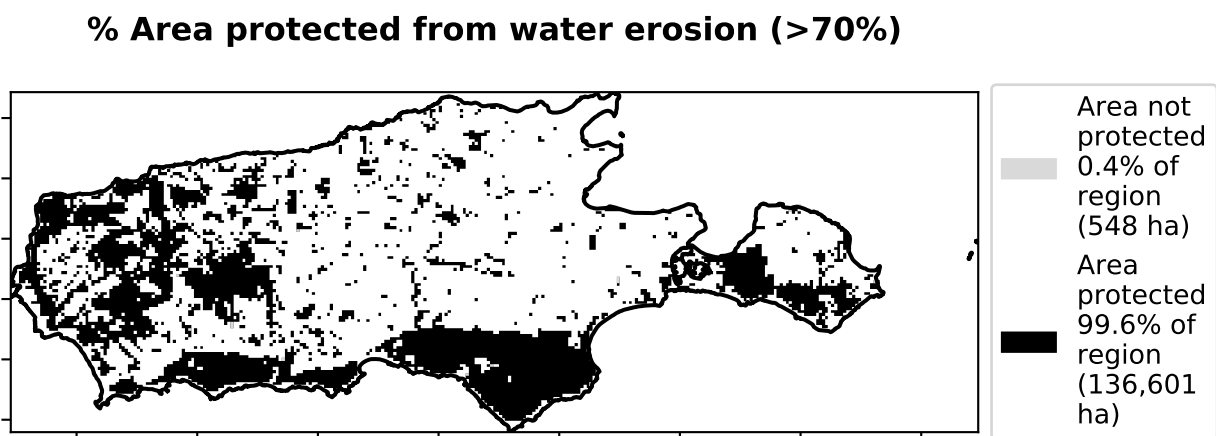 % Area protected from water erosion (>70%)
Area not
protected
0.4% of
region
(548 ha)
Area
protected
99.6% of
region
(136,601
ha)